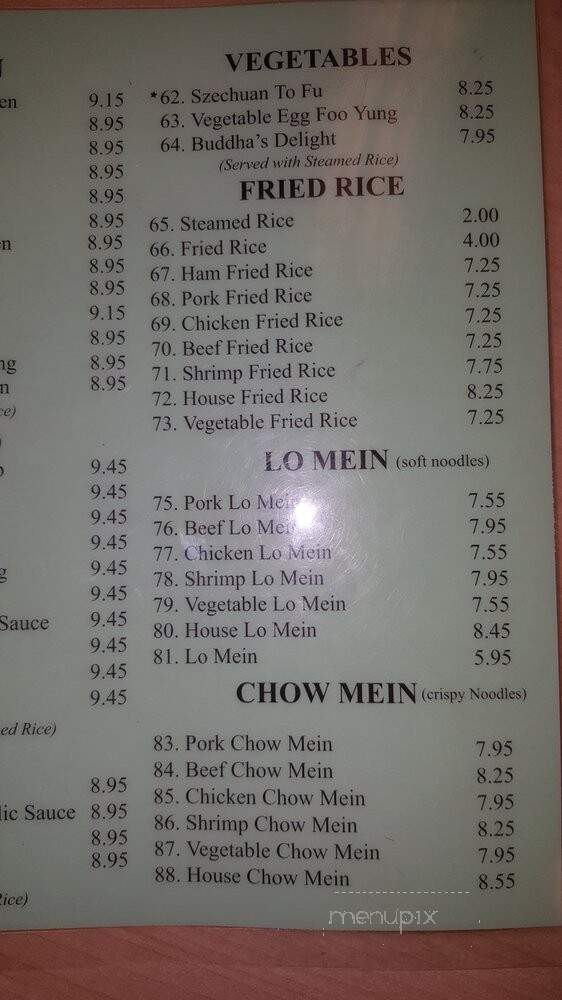 N
en 9.15
8.95
8.95
8.95
8.95
8.95
n 8.95
8.95
8.95
9.15
8.95
ng 8.95
n 8.95
ce)
9.45
9.45
9.45
9.45
g 9.45
9.45
Sauce 9.45
9.45
9.45
9.45
ed Rice)
8.95
lic Sauce 8.95
8.95
8.95
Rice)
VEGETABLES
*62. Szechuan To Fu 8.25
63. Vegetable Egg Foo Yung 8.25
64. Buddha's Delight 7.95
(Served with Steamed Rice)
FRIED RICE
65. Steamed Rice 2.00
66. Fried Rice 4.00
67. Ham Fried Rice 7.25
68. Pork Fried Rice 7.25
69. Chicken Fried Rice 7.25
70. Beef Fried Rice 7.25
71. Shrimp Fried Rice 7.75
72. House Fried Rice 8.25
73. Vegetable Fried Rice 7.25
LO MEIN (soft noodles)
75. Pork Lo Mein 7.55
76. Beef Lo Mein 7.95
77. Chicken Lo Mein 7.55
78. Shrimp Lo Mein 7.95
79. Vegetable Lo Mein 7.55
80. House Lo Mein 8.45
81. Lo Mein 5.95
CHOW MEIN (crispy Noodles)
83. Pork Chow Mein 7.95
84. Beef Chow Mein 8.25
85. Chicken Chow Mein 7.95
86. Shrimp Chow Mein 8.25
87. Vegetable Chow Mein 7.95
88. House Chow Mein 8.55
menupix